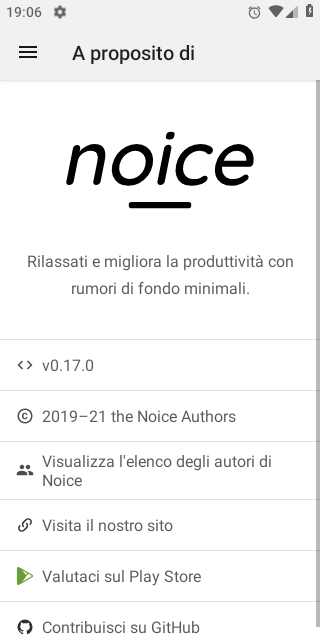 19:06
A proposito di
noice
Rilassati e migliora la produttività con
rumori di fondo minimali.
v0.17.0
2019–21 the Noice Authors
Visualizza l'elenco degli autori di
Noice
Visita il nostro sito
Valutaci sul Play Store
Contribuisci su GitHub